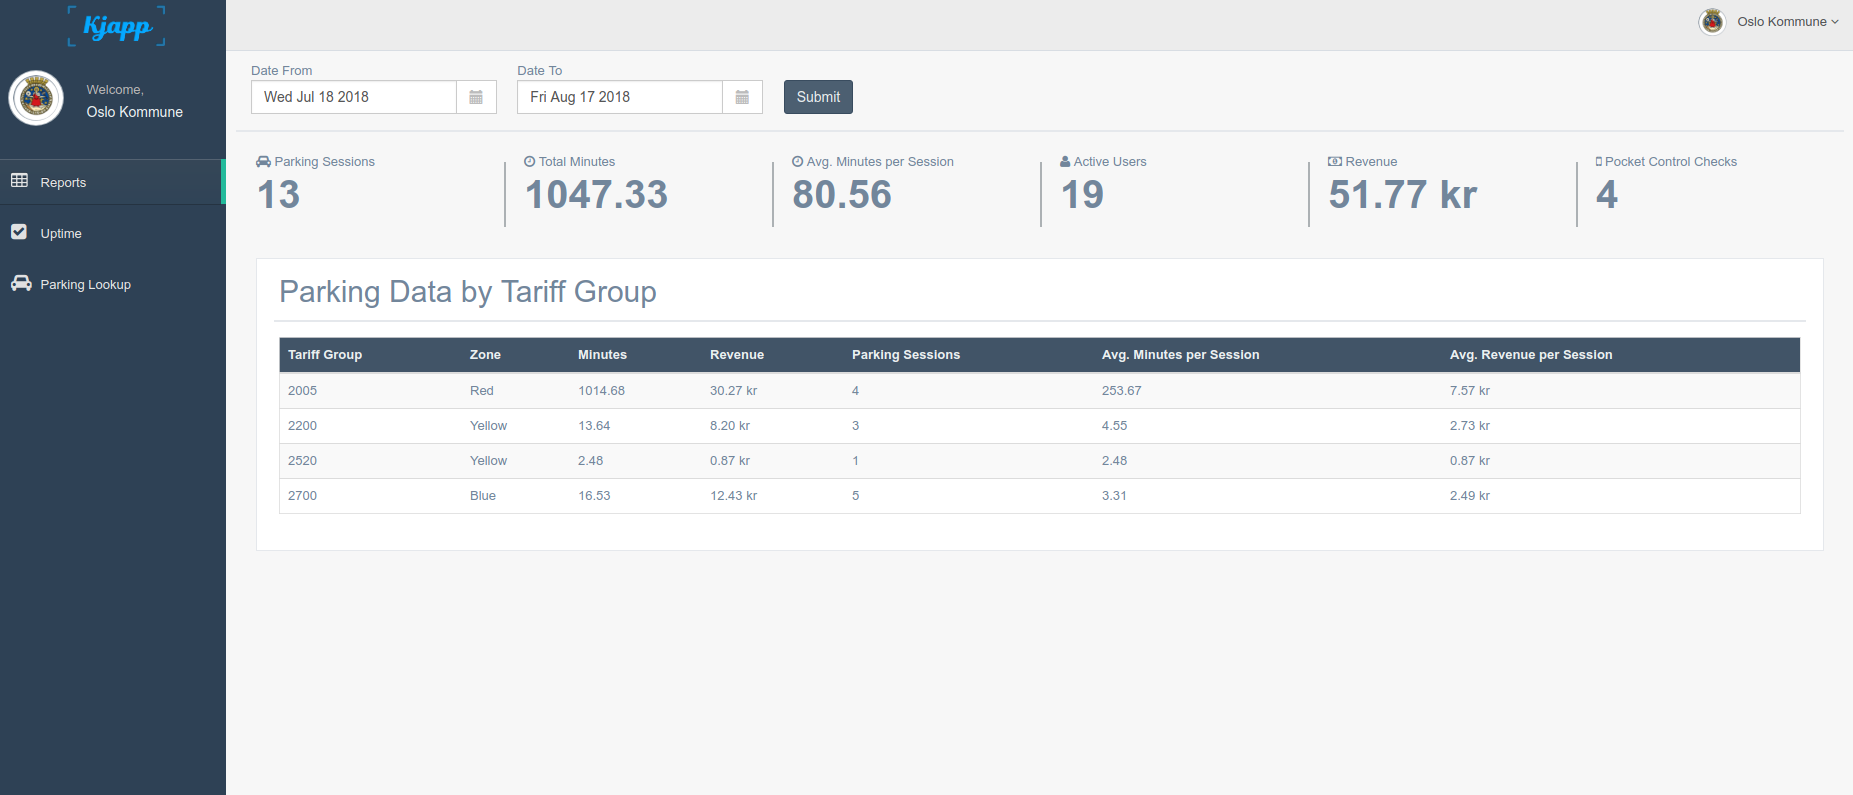 Kjapp
Oslo Kommune
Welcome,
Oslo Kommune
Reports
Uptime
Parking Lookup
Date From
Date To
Wed Jul 18 2018
Fri Aug 17 2018
Submit
Parking Sessions
13
Total Minutes
1047.33
Avg. Minutes per Session
80.56
Active Users
19
Revenue
51.77 kr
Pocket Control Checks
4
Parking Data by Tariff Group
Tariff Group Zone Minutes Revenue Parking Sessions Avg. Minutes per Session Avg. Revenue per Session
2005 Red 1014.68 30.27 kr 4 253.67 7.57 kr
2200 Yellow 13.64 8.20 kr 3 4.55 2.73 kr
2520 Yellow 2.48 0.87 kr 1 2.48 0.87 kr
2700 Blue 16.53 12.43 kr 5 3.31 2.49 kr